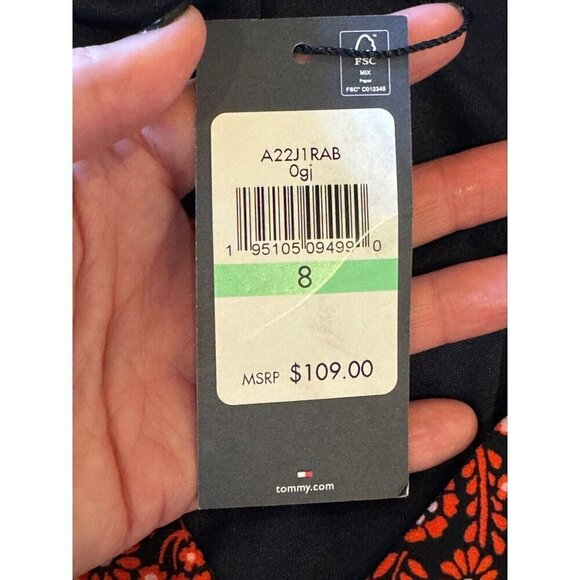 FSC
MIX
Paper
FSC® C012345
A22J1RAB
0gj
1 95105 09499 0
8
MSRP $109.00
tommy.com